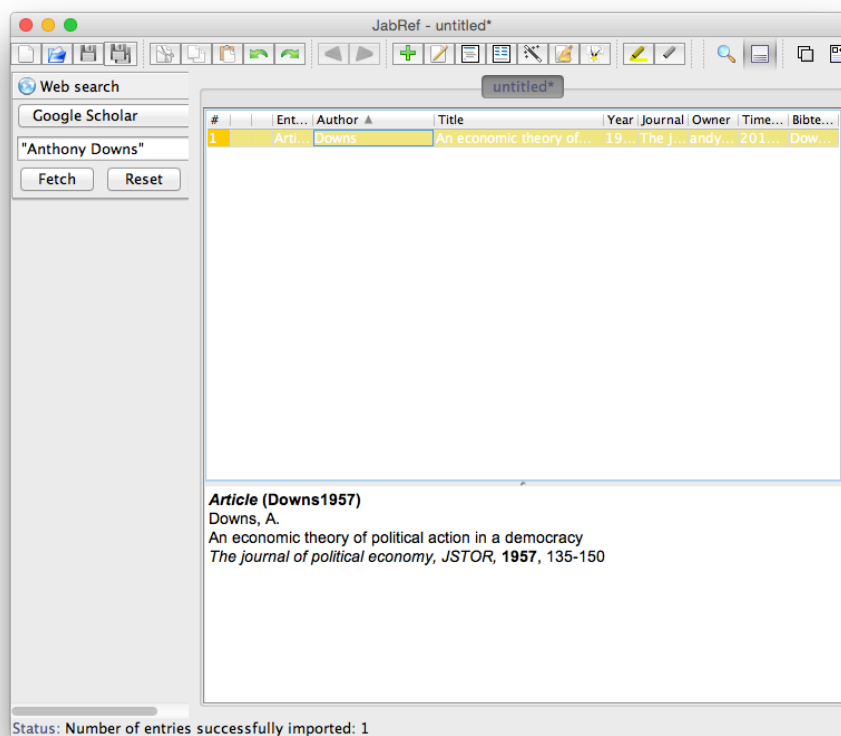 JabRef - untitled*
Web search
Google Scholar
"Anthony Downs"
Fetch Reset
untitled*
# Ent... Author Title Year Journal Owner Time... Bibte...
1 Arti... Downs An economic theory of... 19... The j... andy... 201... Dow...
Article (Downs1957)
Downs, A.
An economic theory of political action in a democracy
The journal of political economy, JSTOR, 1957, 135-150
Status: Number of entries successfully imported: 1